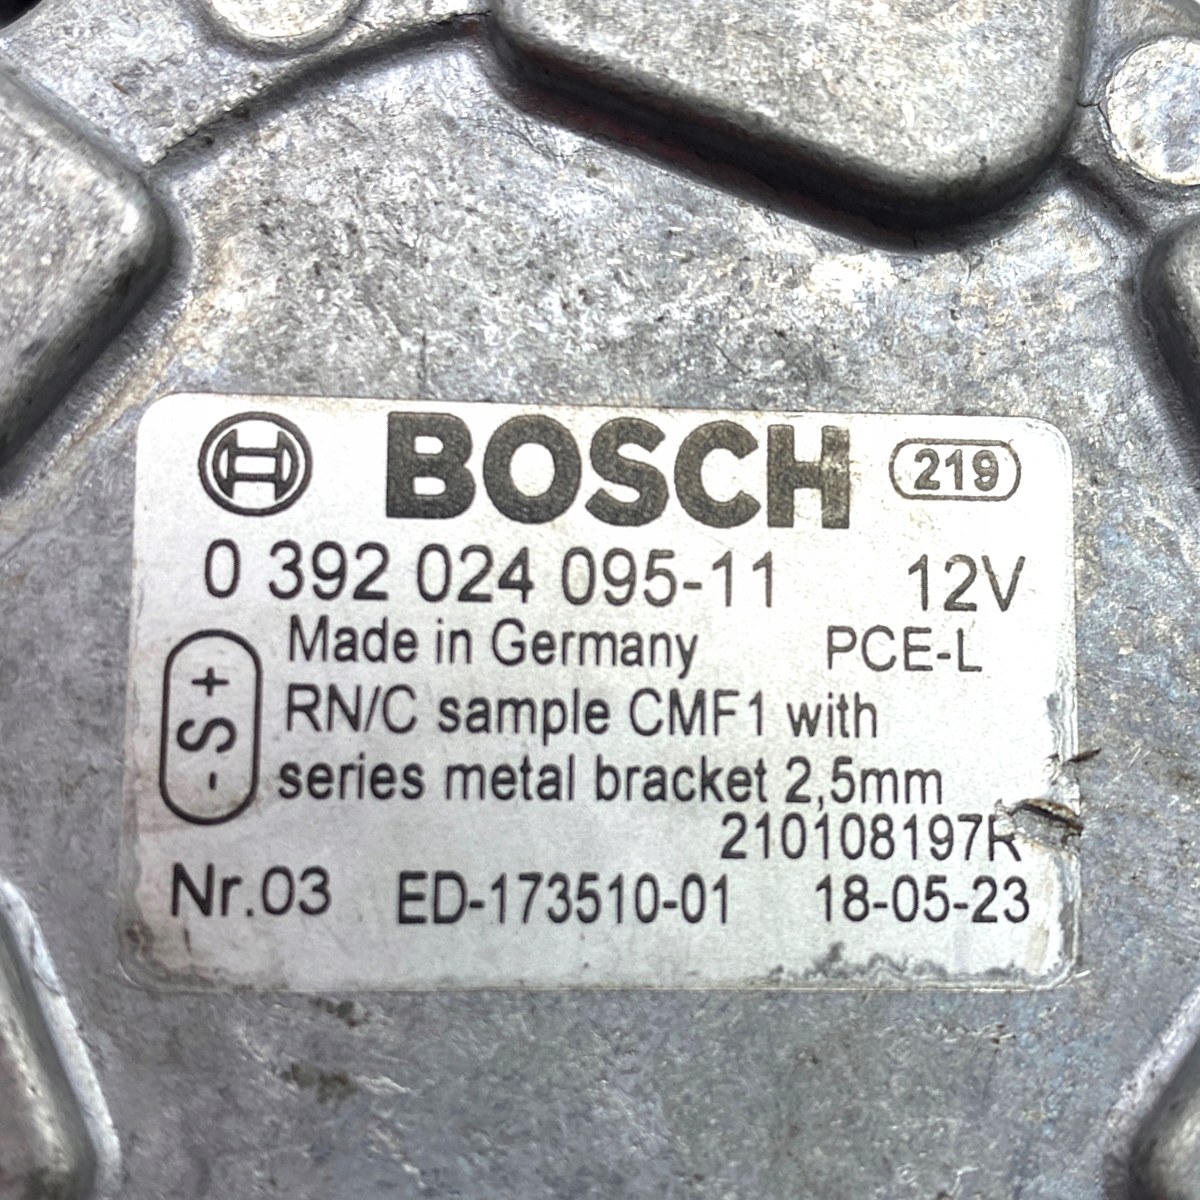 BOSCH 219
0 392 024 095-11 12V
Made in Germany PCE-L
RN/C sample CMF1 with
series metal bracket 2,5mm
- S +
210108197R
Nr.03 ED-173510-01 18-05-23